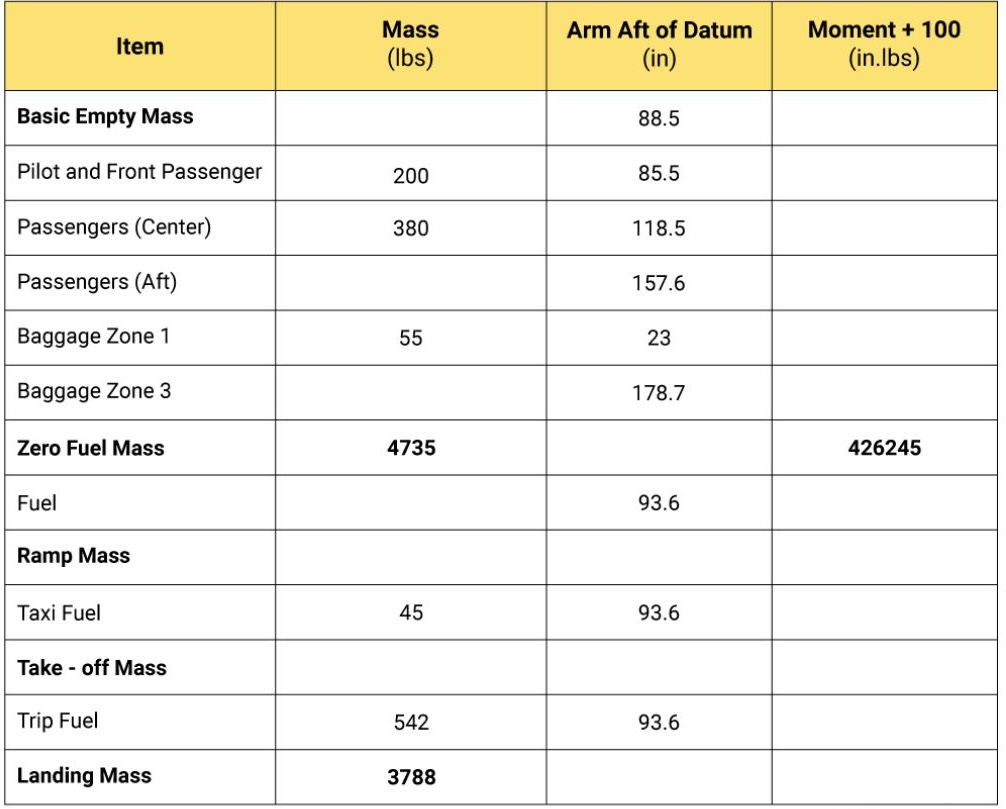 Item Mass (lbs) Arm Aft of Datum (in) Moment + 100 (in.lbs)
Basic Empty Mass 88.5
Pilot and Front Passenger 200 85.5
Passengers (Center) 380 118.5
Passengers (Aft) 157.6
Baggage Zone 1 55 23
Baggage Zone 3 178.7
Zero Fuel Mass 4735 426245
Fuel 93.6
Ramp Mass
Taxi Fuel 45 93.6
Take - off Mass
Trip Fuel 542 93.6
Landing Mass 3788